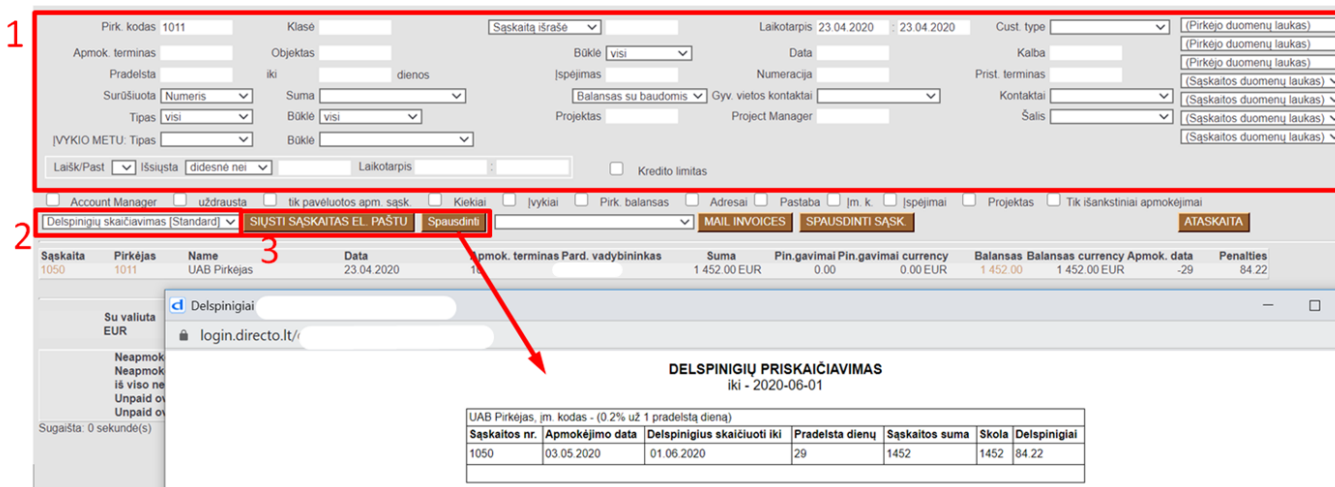 1
Pirk. kodas 1011 Klasė Sąskaitą išrašė Laikotarpis 23.04.2020 : 23.04.2020 Cust. type (Pirkėjo duomenų laukas)
(Pirkėjo duomenų laukas)
Apmok. terminas Objektas Būklė visi Data Kalba
(Pirkėjo duomenų laukas)
Pradelsta iki dienos Įspėjimas Numeracija Prist. terminas
(Sąskaitos duomenų laukas)
Surūšiuota Numeris Suma Balansas su baudomis Gyv. vietos kontaktai Kontaktai (Sąskaitos duomenų laukas)
Tipas visi Būklė visi Projektas Project Manager Šalis (Sąskaitos duomenų laukas)
ĮVYKIO METU: Tipas Būklė (Sąskaitos duomenų laukas)
Laišk/Past Išsiųsta didesnė nei Laikotarpis : Kredito limitas
Account Manager uždrausta tik pavėluotos apm. sąsk. Kiekiai Įvykiai Pirk. balansas Adresai Pastaba Įm. k. Įspėjimai Projektas Tik išankstiniai apmokėjimai
2 Delspinigių skaičiavimas [Standard] SIŲSTI SĄSKAITAS EL. PAŠTU Spausdinti MAIL INVOICES SPAUSDINTI SĄSK. ATASKAITA
3
Sąskaita Pirkėjas Name Data Apmok. terminas Pard. vadybininkas Suma Pin.gavimai Pin.gavimai currency Balansas Balansas currency Apmok. data Penalties
1050 1011 UAB Pirkėjas 23.04.2020 10 1 452.00 EUR 0.00 0.00 EUR 1 452.00 1 452.00 EUR -29 84.22
Su valiuta
EUR
Neapmok
Neapmok
iš viso ne
Unpaid ov
Unpaid ov
Sugaišta: 0 sekundė(s)
d Delspinigiai
login.directo.lt/
DELSPINIGIŲ PRISKAIČIAVIMAS
iki - 2020-06-01
UAB Pirkėjas, įm. kodas - (0.2% už 1 pradelstą dieną)
Sąskaitos nr. Apmokėjimo data Delspinigius skaičiuoti iki Pradelsta dienų Sąskaitos suma Skola Delspinigiai
1050 03.05.2020 01.06.2020 29 1452 1452 84.22